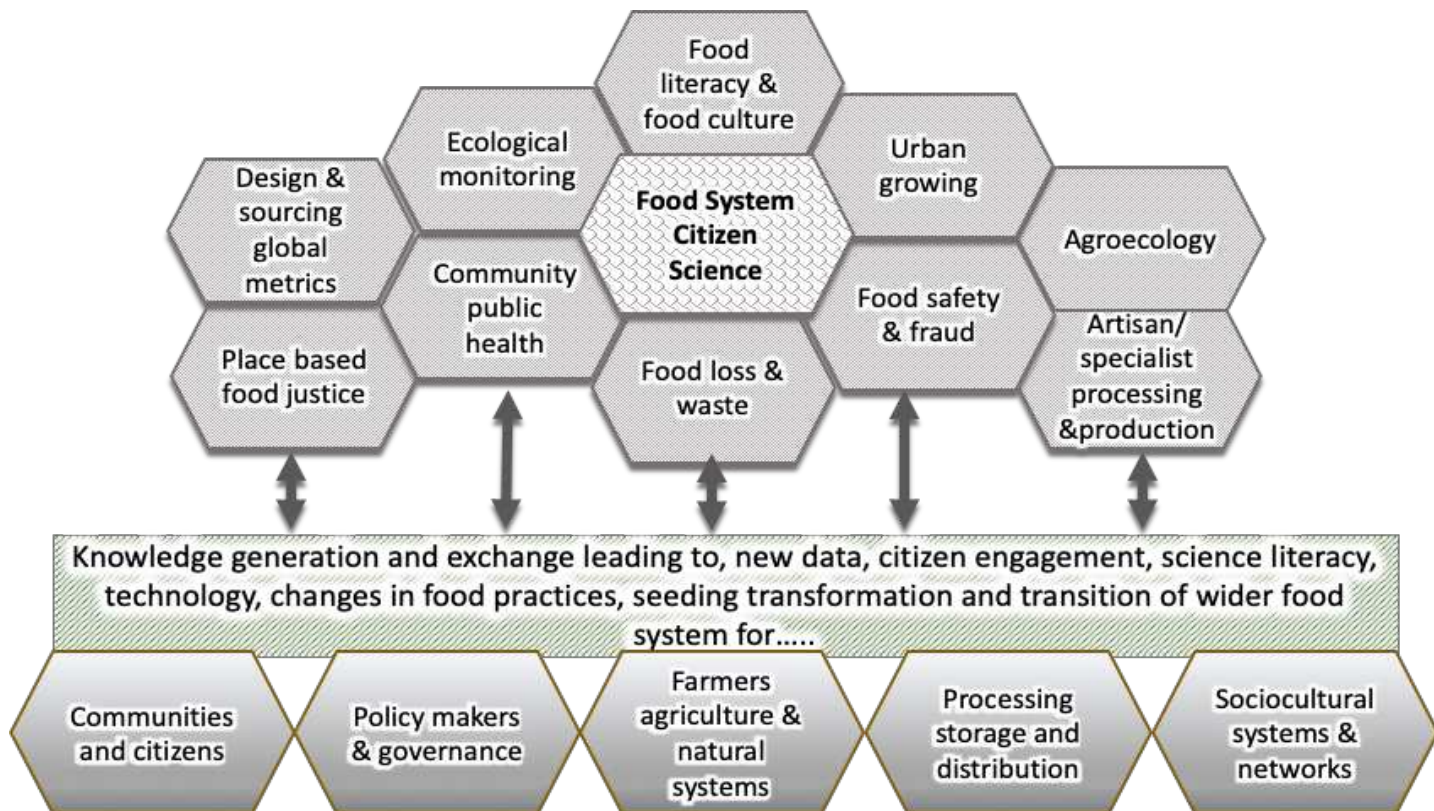 Food
literacy &
food culture
Ecological
monitoring
Urban
growing
Design &
sourcing
global
metrics
Food System
Citizen
Science
Agroecology
Community
public
health
Food safety
& fraud
Place based
food justice
Food loss &
waste
Artisan/
specialist
processing
&production
Knowledge generation and exchange leading to, new data, citizen engagement, science literacy,
technology, changes in food practices, seeding transformation and transition of wider food
system for.....
Communities
and citizens
Policy makers
& governance
Farmers
agriculture &
natural
systems
Processing
storage and
distribution
Sociocultural
systems &
networks